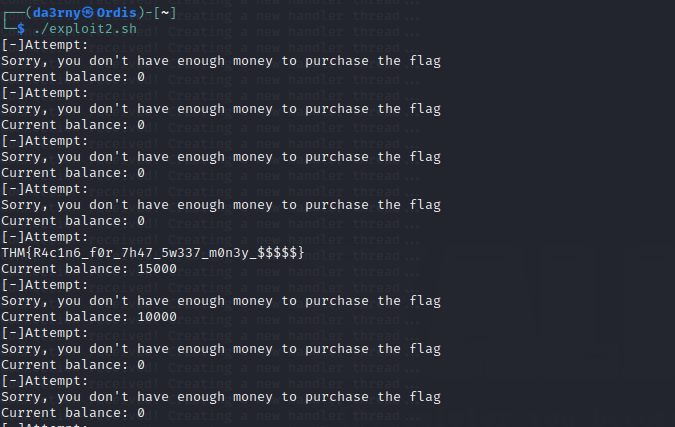 ┌──(da3rny㉿Ordis)-[~]
└─$ ./exploit2.sh
[-]Attempt:
Sorry, you don't have enough money to purchase the flag
Current balance: 0
[-]Attempt:
Sorry, you don't have enough money to purchase the flag
Current balance: 0
[-]Attempt:
Sorry, you don't have enough money to purchase the flag
Current balance: 0
[-]Attempt:
Sorry, you don't have enough money to purchase the flag
Current balance: 0
[-]Attempt:
THM{R4c1n6_f0r_7h47_5w337_m0n3y_$$$$$}
Current balance: 15000
[-]Attempt:
Sorry, you don't have enough money to purchase the flag
Current balance: 10000
[-]Attempt:
Sorry, you don't have enough money to purchase the flag
Current balance: 0
[-]Attempt:
Sorry, you don't have enough money to purchase the flag
Current balance: 0
[-]Attempt: